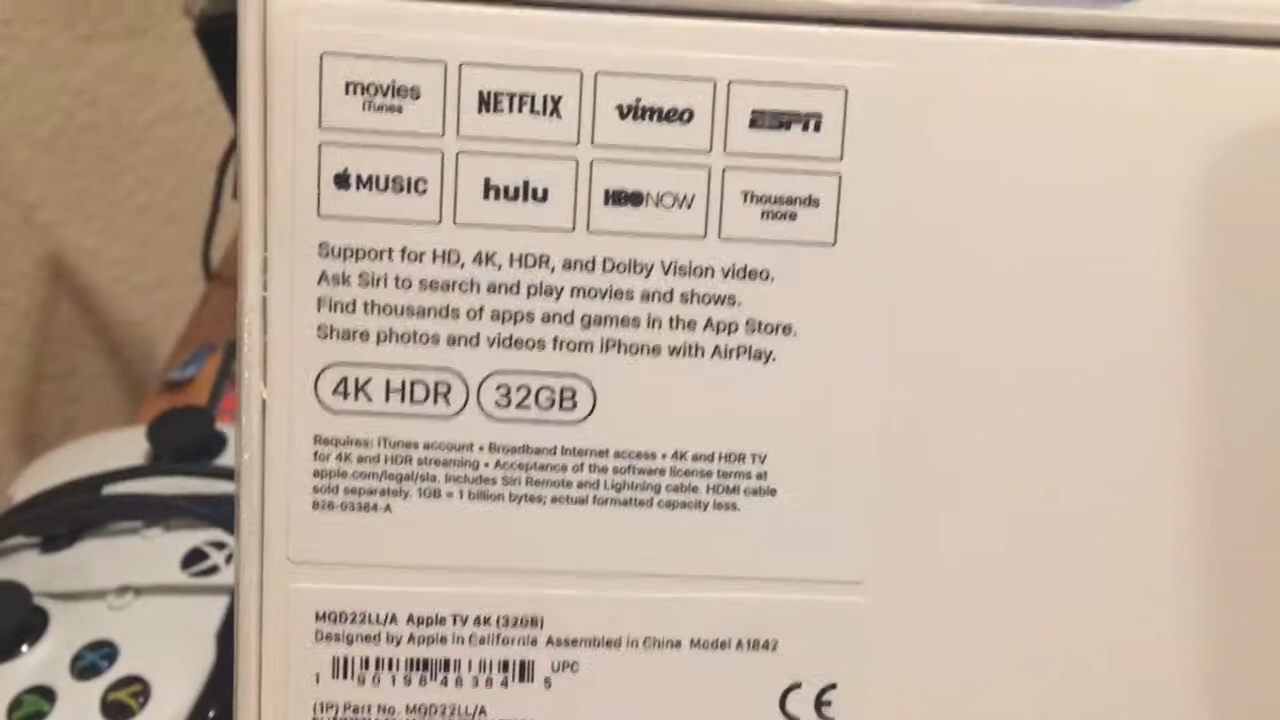 movies
iTunes
NETFLIX
vimeo
ESPN
MUSIC
hulu
HBO NOW
Thousands
more
Support for HD, 4K, HDR, and Dolby Vision video.
Ask Siri to search and play movies and shows.
Find thousands of apps and games in the App Store.
Share photos and videos from iPhone with AirPlay.
4K HDR
32GB
Requires: iTunes account • Broadband Internet access • 4K and HDR TV
for 4K and HDR streaming • Acceptance of the software license terms at
apple.com/legal/sla. Includes Siri Remote and Lightning cable. HDMI cable
sold separately. 1GB = 1 billion bytes; actual formatted capacity less.
MQD22LL/A Apple TV 4K (32GB)
Designed by Apple in California Assembled in China Model A1842
UPC
(1P) Part No. MQD22LL/A
CE
X
Y
A